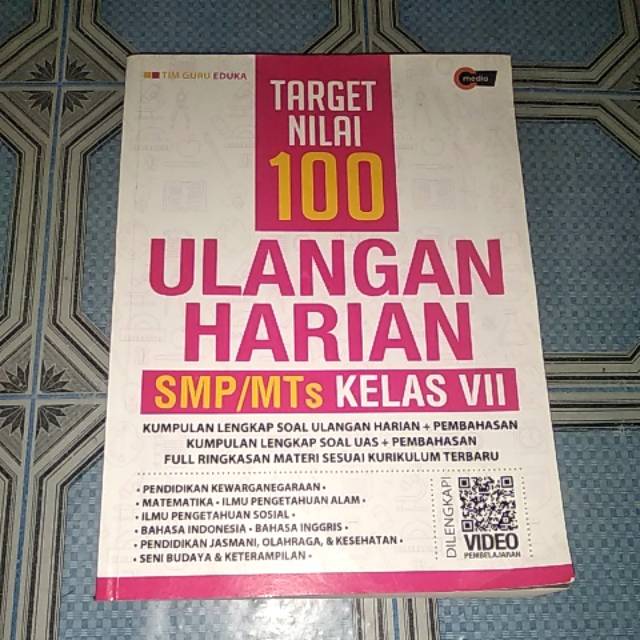 TIM GURU EDUKA
media
TARGET
NILAI
100
ULANGAN
HARIAN
SMP/MTs KELAS VII
KUMPULAN LENGKAP SOAL ULANGAN HARIAN + PEMBAHASAN
KUMPULAN LENGKAP SOAL UAS + PEMBAHASAN
FULL RINGKASAN MATERI SESUAI KURIKULUM TERBARU
• PENDIDIKAN KEWARGANEGARAAN •
• MATEMATIKA • ILMU PENGETAHUAN ALAM •
• ILMU PENGETAHUAN SOSIAL •
• BAHASA INDONESIA • BAHASA INGGRIS •
• PENDIDIKAN JASMANI, OLAHRAGA, & KESEHATAN •
• SENI BUDAYA & KETERAMPILAN •
DILENGKAPI
VIDEO
PEMBELAJARAN